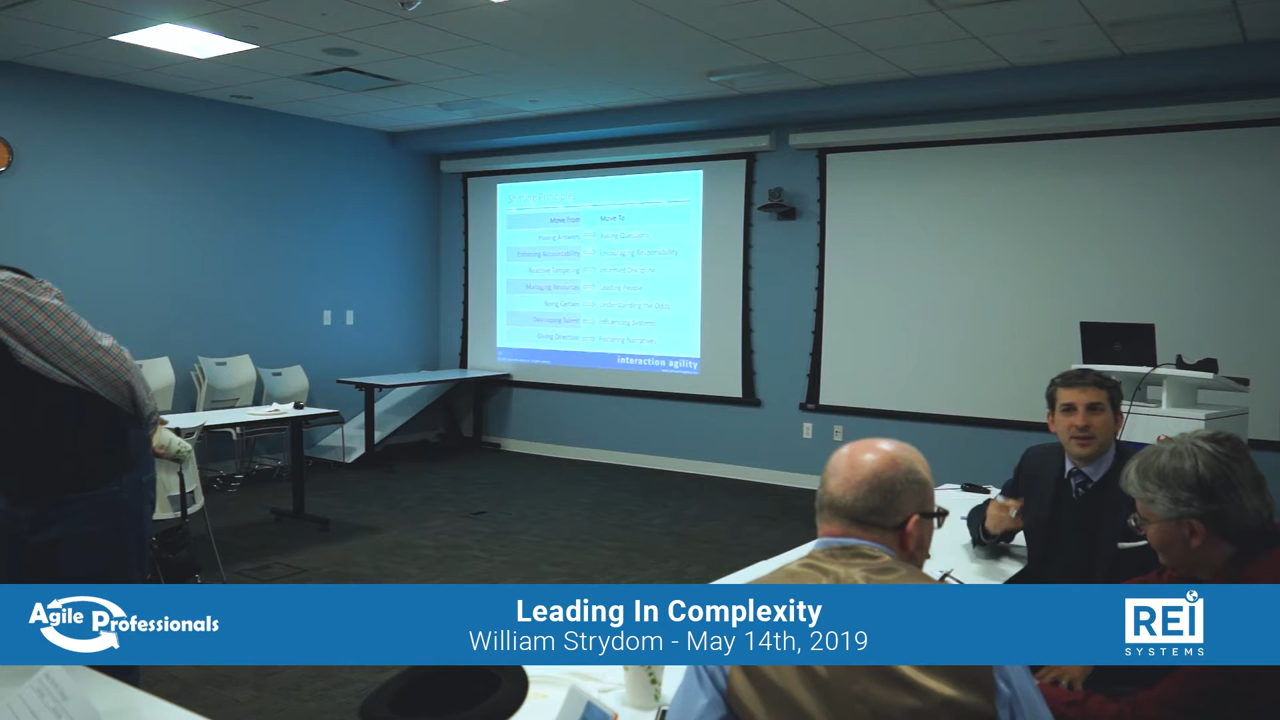 Move From Move To
Having Answers Asking Questions
Enforcing Accountability Encouraging Responsibility
Reactive Tampering Informed Discipline
Managing Resources Leading People
Being Certain Understanding the Odds
Developing Talent Influencing Systems
Giving Direction Fostering Narratives
interaction agility
Agile Professionals
Leading In Complexity
William Strydom - May 14th, 2019
REI
SYSTEMS